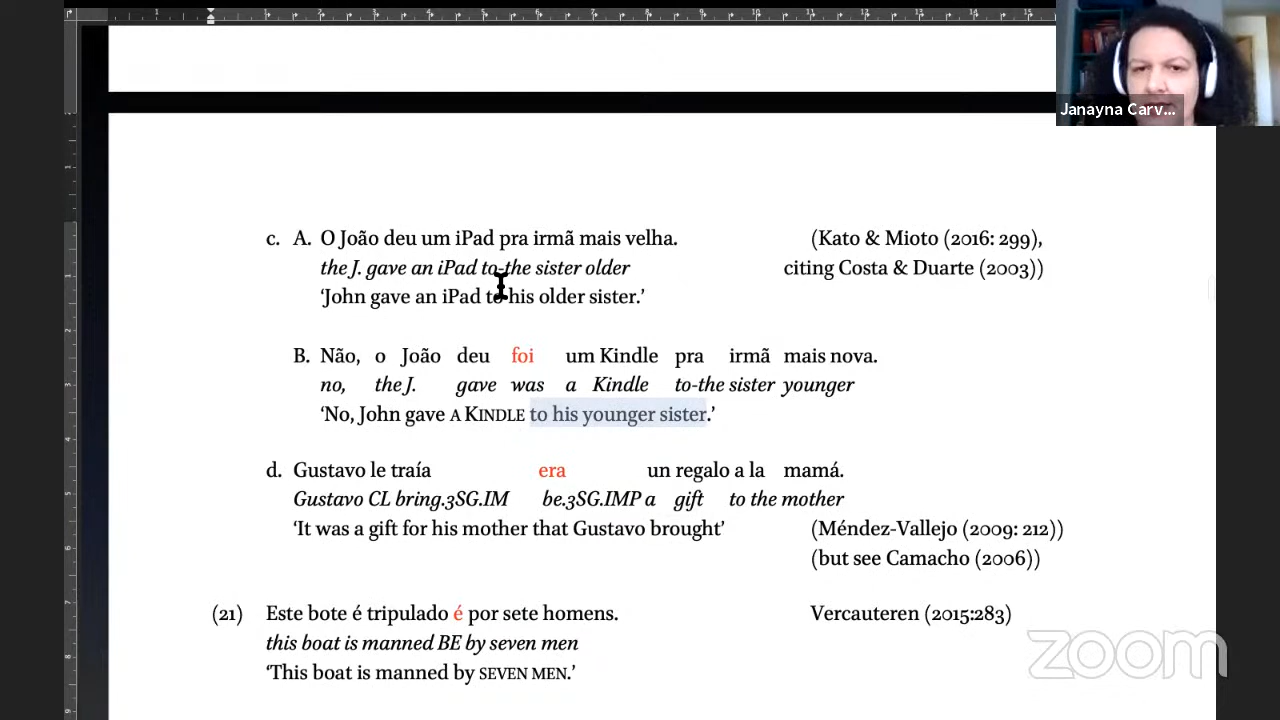 Janayna Carv...
c. A. O João deu um iPad pra irmã mais velha. (Kato & Mioto (2016: 299),
the J. gave an iPad to-the sister older citing Costa & Duarte (2003))
‘John gave an iPad to his older sister.’
B. Não, o João deu foi um Kindle pra irmã mais nova.
no, the J. gave was a Kindle to-the sister younger
‘No, John gave A KINDLE to his younger sister.’
d. Gustavo le traía era un regalo a la mamá.
Gustavo CL bring.3SG.IM be.3SG.IMP a gift to the mother
‘It was a gift for his mother that Gustavo brought’ (Méndez-Vallejo (2009: 212))
(but see Camacho (2006))
(21) Este bote é tripulado é por sete homens. Vercauteren (2015:283)
this boat is manned BE by seven men
‘This boat is manned by SEVEN MEN.’
zoom